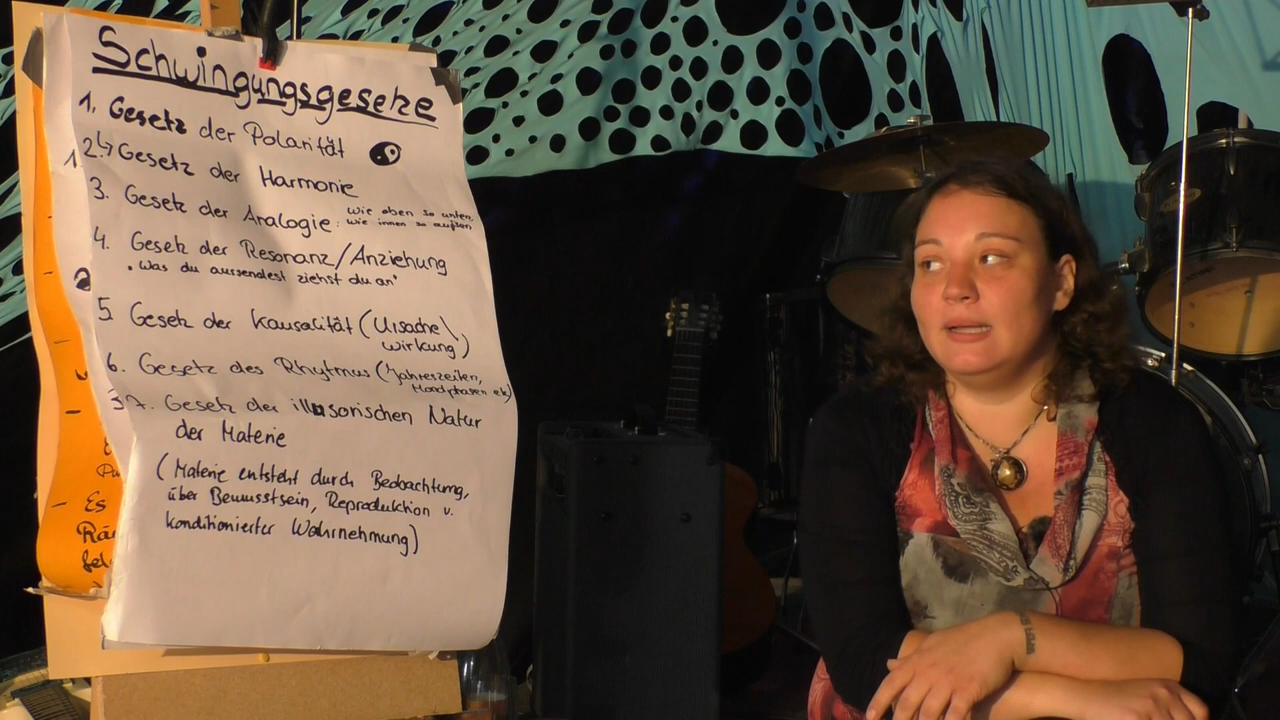 Schwingungsgesetze
1. Gesetz der Polarität
2. ↳ Gesetz der Harmonie
3. Gesetz der Analogie: wie oben so unten,
wie innen so außen
4. Gesetz der Resonanz/Anziehung
"Was du aussendest ziehst du an"
5. Gesetz der Kausalität (Ursache\
wirkung)
6. Gesetz des Rhytmus (Jahreszeiten,
Mondphasen etc)
7. Gesetz der illusorischen Natur
der Materie
(Materie entsteht durch Beobachtung,
über Bewusstsein, Reproduktion u.
konditionierter Wahrnehmung)
- Es